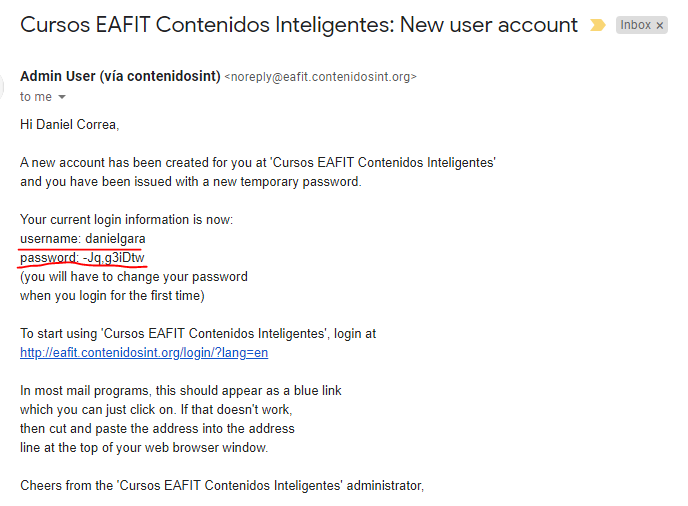 Cursos EAFIT Contenidos Inteligentes: New user account Inbox ×
Admin User (vía contenidosint) <noreply@eafit.contenidosint.org>
to me
Hi Daniel Correa,
A new account has been created for you at 'Cursos EAFIT Contenidos Inteligentes'
and you have been issued with a new temporary password.
Your current login information is now:
username: danielgara
password: -Jq,g3iDtw
(you will have to change your password
when you login for the first time)
To start using 'Cursos EAFIT Contenidos Inteligentes', login at
http://eafit.contenidosint.org/login/?lang=en
In most mail programs, this should appear as a blue link
which you can just click on. If that doesn't work,
then cut and paste the address into the address
line at the top of your web browser window.
Cheers from the 'Cursos EAFIT Contenidos Inteligentes' administrator,